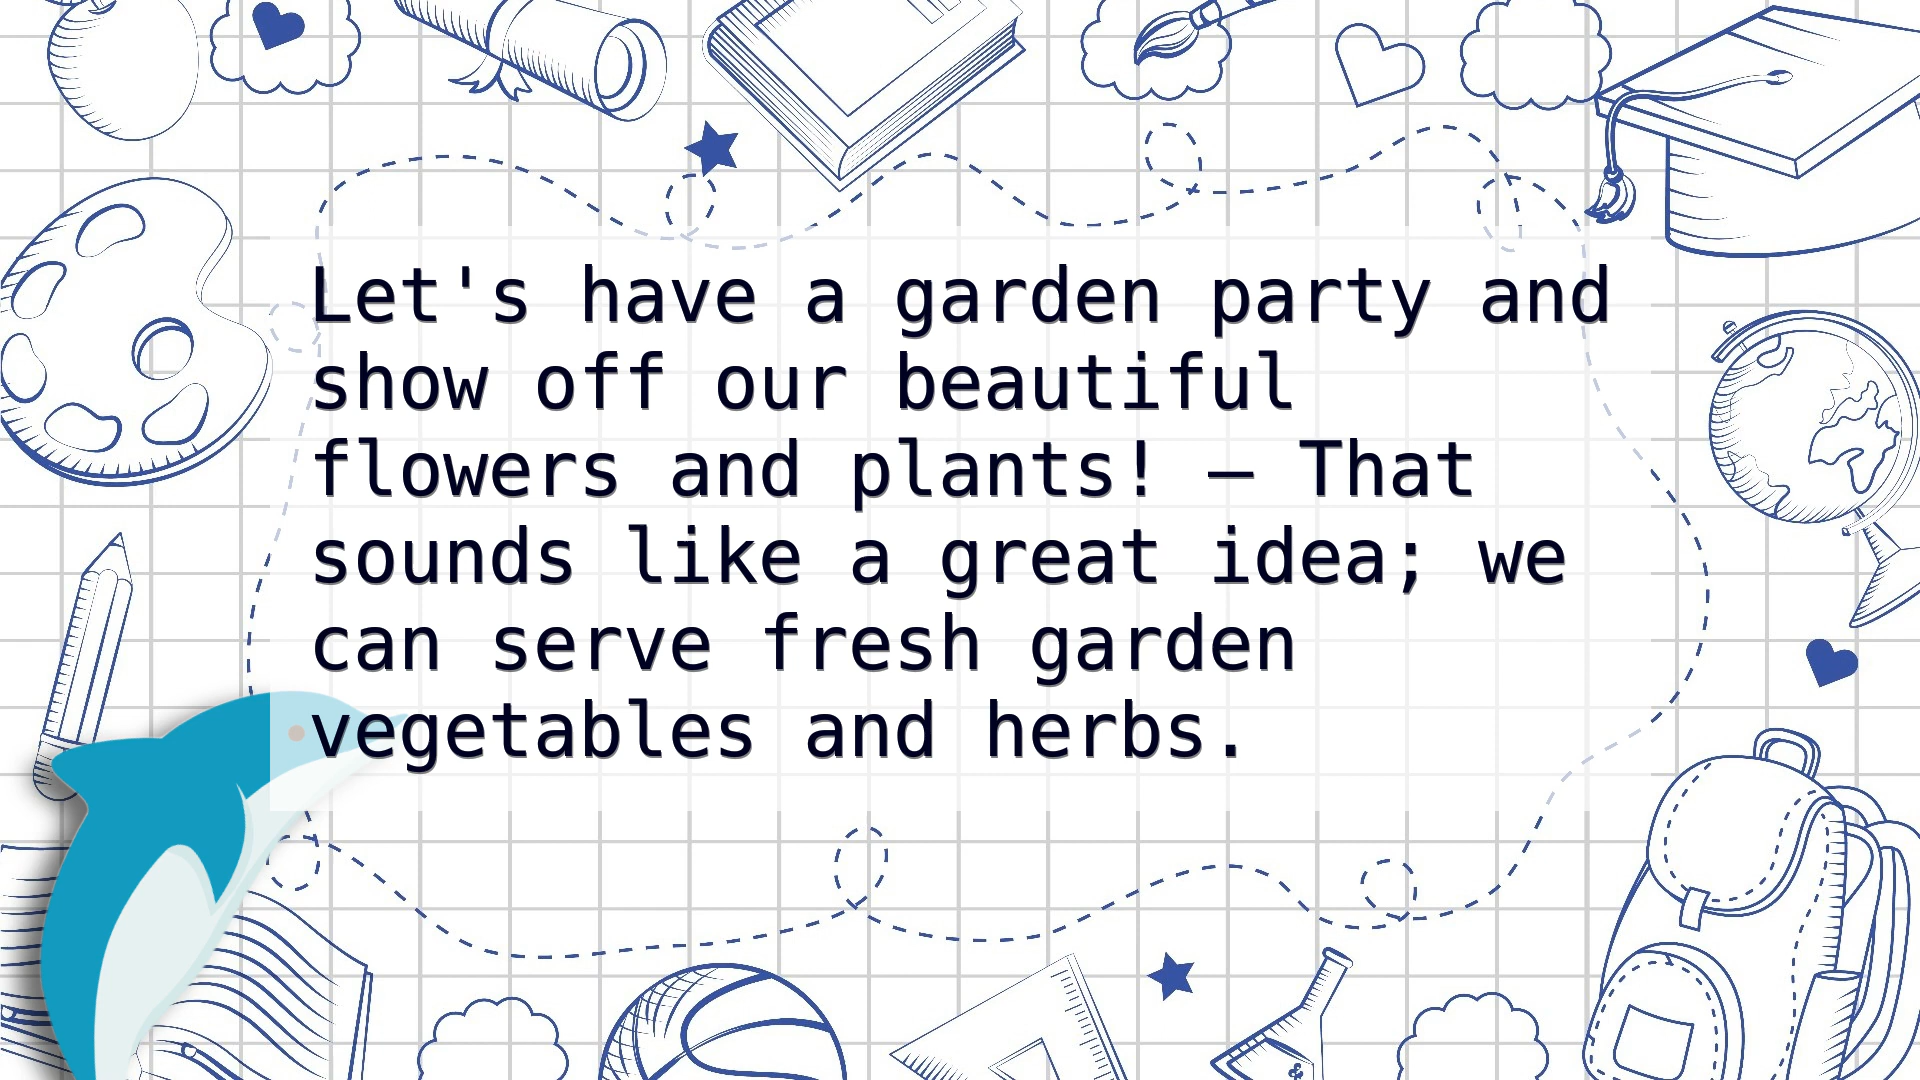 Let's have a garden party and
show off our beautiful
flowers and plants! – That
sounds like a great idea; we
can serve fresh garden
vegetables and herbs.